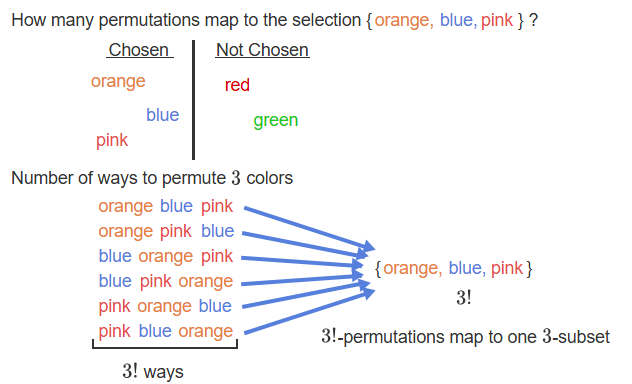 How many permutations map to the selection {orange, blue, pink} ?
Chosen Not Chosen
orange red
blue green
pink
Number of ways to permute 3 colors
orange blue pink
orange pink blue
blue orange pink
blue pink orange
pink orange blue
pink blue orange
3! ways
{orange, blue, pink}
3!
3!-permutations map to one 3-subset